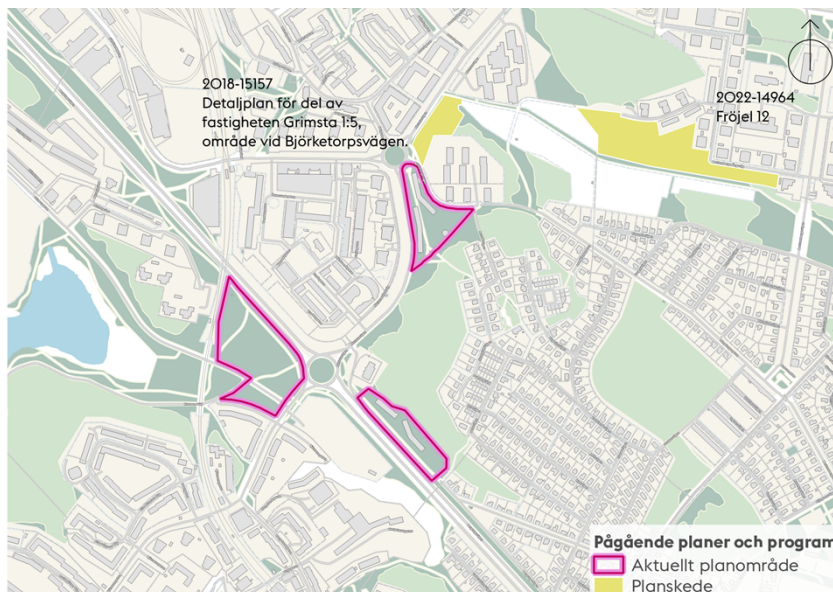 2018-15157
Detaljplan för del av
fastigheten Grimsta 1:5,
område vid Björketorpsvägen.
2022-14964
Fröjel 12
Pågående planer och program
Aktuellt planområde
Planskede